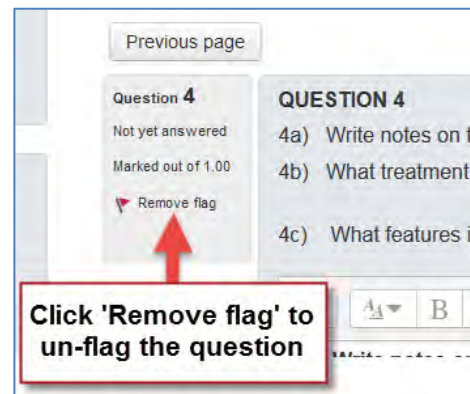 Previous page
Question 4
Not yet answered
Marked out of 1.00
Remove flag
QUESTION 4
4a) Write notes on
4b) What treatment
4c) What features
B
Click 'Remove flag' to
un-flag the question